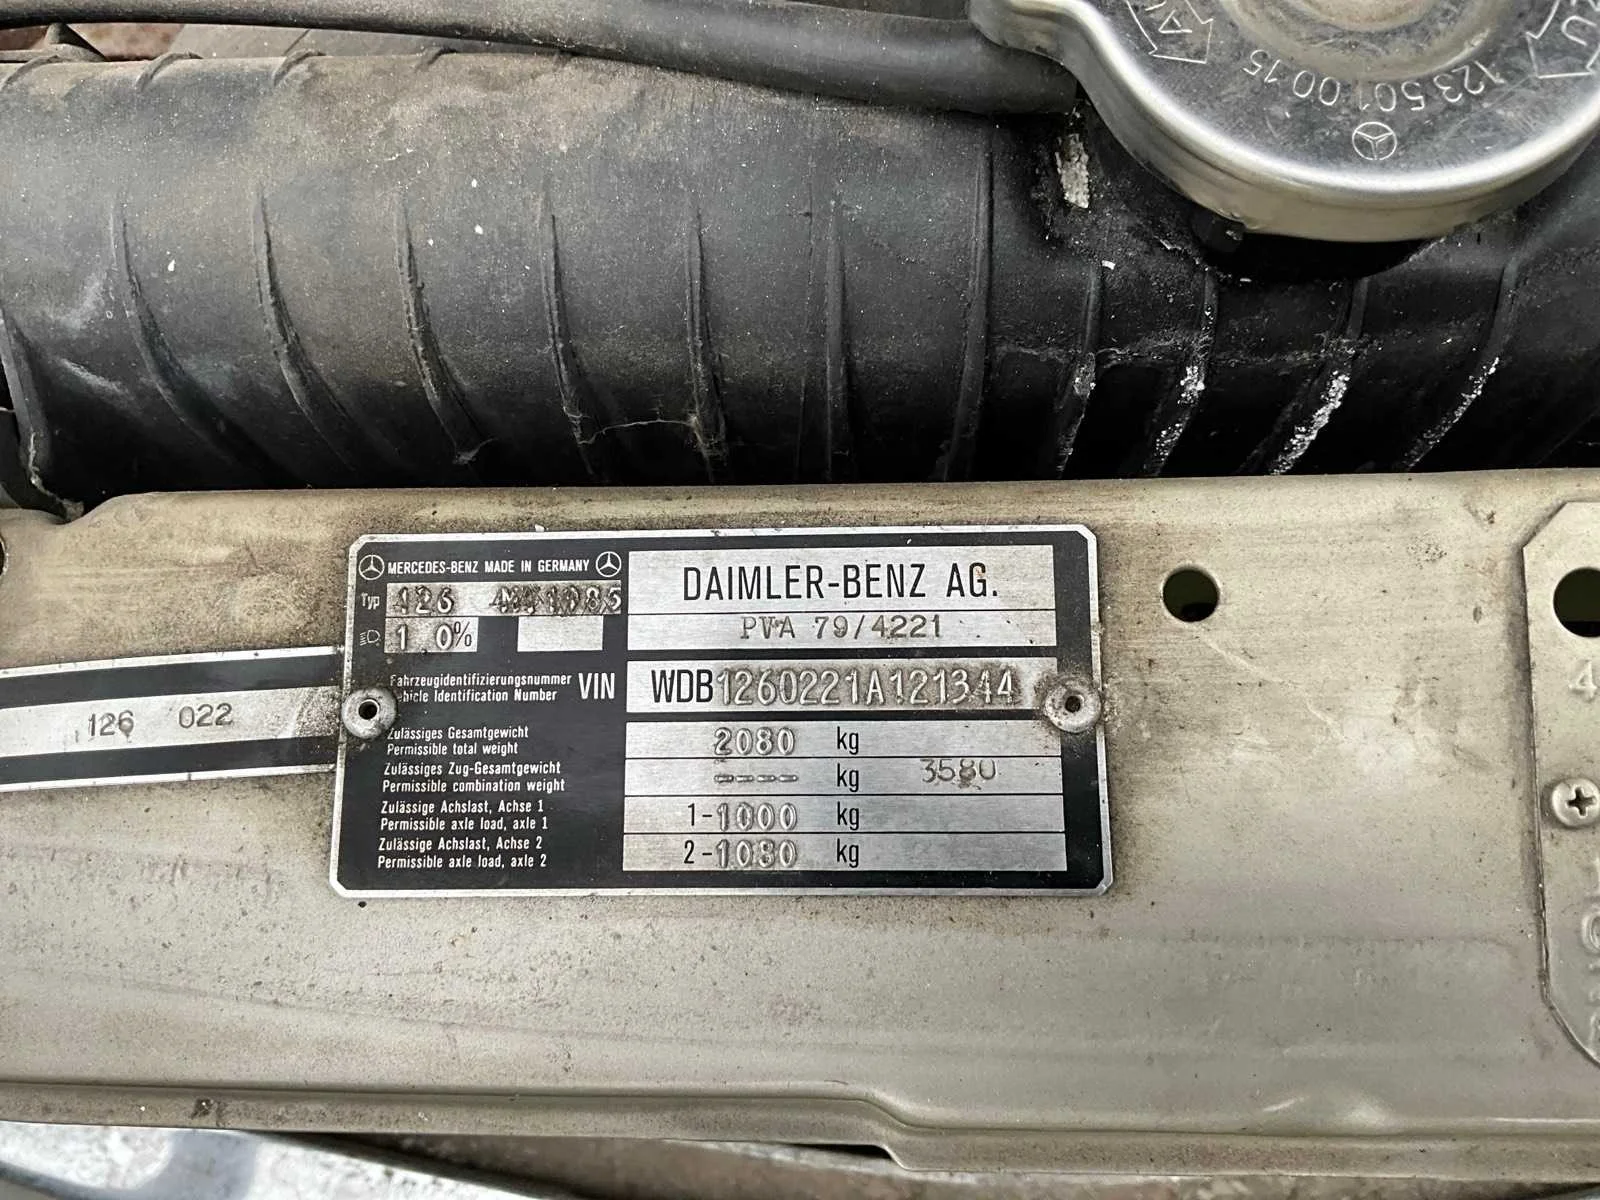 123 501 00 15
MERCEDES-BENZ MADE IN GERMANY
DAIMLER-BENZ AG.
Typ 126
PVA 79/4221
1,0%
Fahrzeugidentifizierungsnummer
Vehicle Identification Number
VIN
WDB1260221A121344
126 022
Zulässiges Gesamtgewicht
Permissible total weight
2080 kg
Zulässiges Zug-Gesamtgewicht
Permissible combination weight
---- kg 3580
Zulässige Achslast, Achse 1
Permissible axle load, axle 1
1-1000 kg
Zulässige Achslast, Achse 2
Permissible axle load, axle 2
2-1080 kg
4